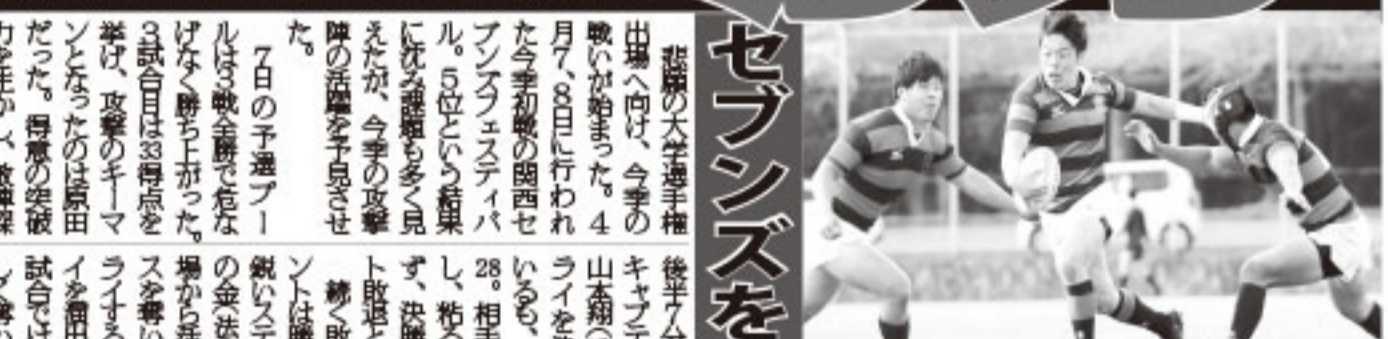 セブンズを
悲願の大学選手権
出場へ向け、今季の
戦いが始まった。4
月7、8日に行われ
た今季初戦の関西セ
ブンズフェスティバ
ル。5位という結果
に沈み課題も多く見
えたが、今季の攻撃
陣の活躍を予見させ
た。
7日の予選プー
ルは3戦全勝で危な
げなく勝ち上がった。
3試合目は33得点を
挙げ、攻撃のキーマ
ンとなったのは原田
だった。得意の突破
後半7分
キャプテ
山本翔(
ライを
いるも、
28。相手
し、粘る
ず、決勝
ト敗退と
続く敗
ントは勝
鋭いステ
の金(法
場から活
スを奪い
ライする
イを濱田
試合では